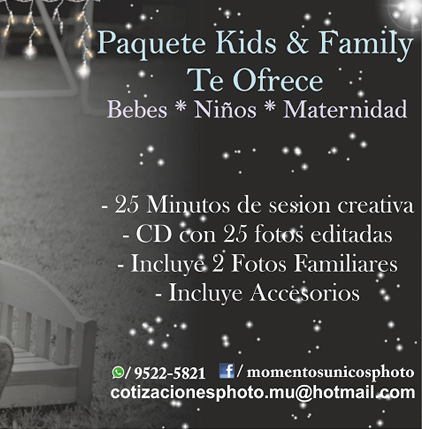 Paquete Kids & Family
Te Ofrece
Bebes * Niños * Maternidad
- 25 Minutos de sesion creativa
- CD con 25 fotos editadas
- Incluye 2 Fotos Familiares
- Incluye Accesorios
/ 9522-5821 f / momentosunicosphoto
cotizacionesphoto.mu@hotmail.com